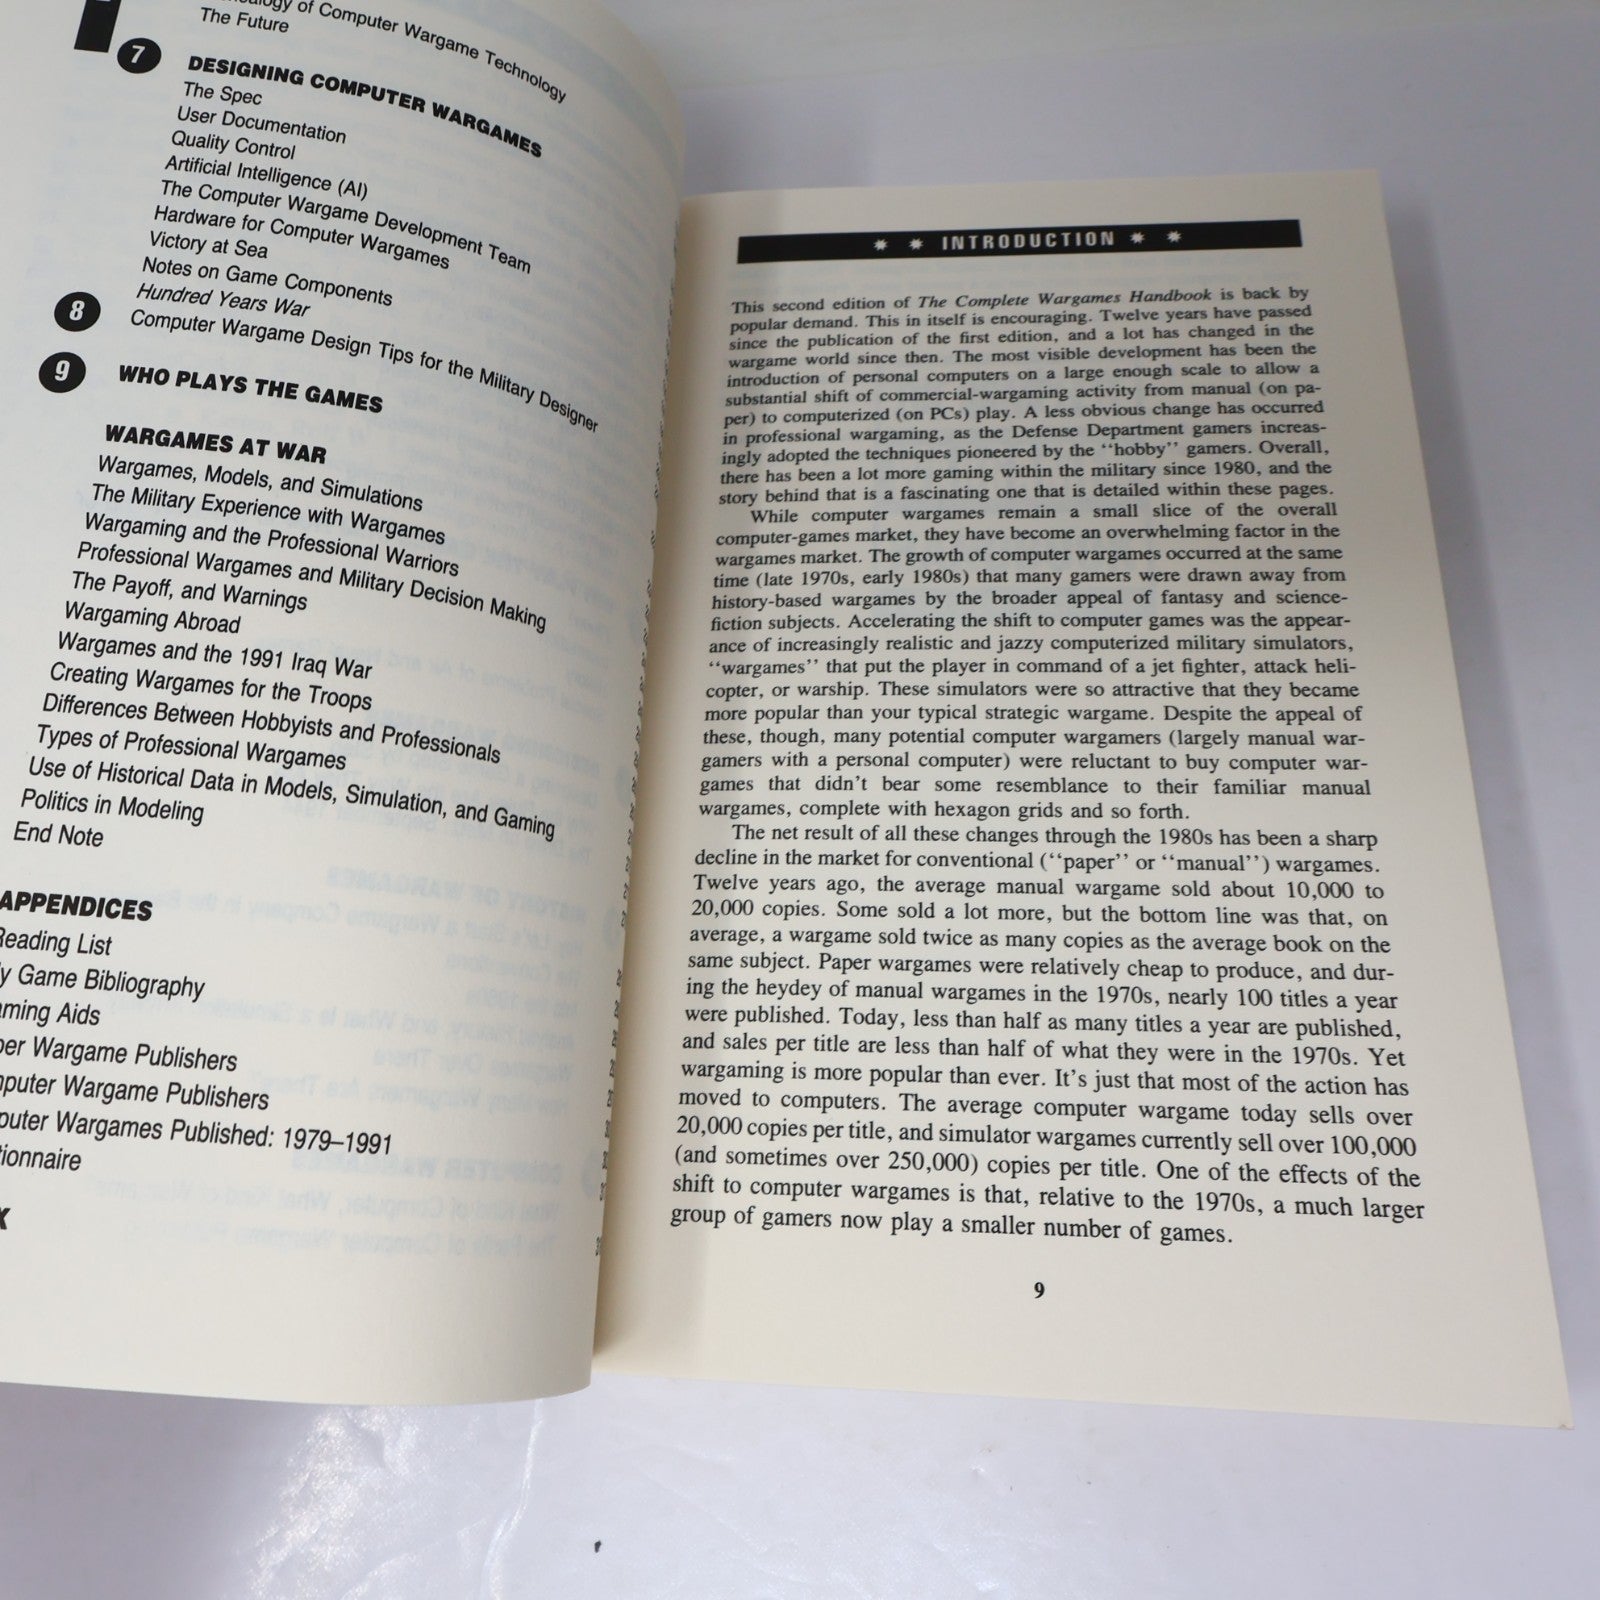 of Computer Wargame Technology
The Future
7
DESIGNING COMPUTER WARGAMES
The Spec
User Documentation
Quality Control
Artificial Intelligence (AI)
The Computer Wargame Development Team
Hardware for Computer Wargames
Victory at Sea
Notes on Game Components
Hundred Years War
Computer Wargame Design Tips for the Military Designer
8
WHO PLAYS THE GAMES
9
WARGAMES AT WAR
Wargames, Models, and Simulations
The Military Experience with Wargames
Wargaming and the Professional Warriors
Professional Wargames and Military Decision Making
The Payoff, and Warnings
Wargaming Abroad
Wargames and the 1991 Iraq War
Creating Wargames for the Troops
Differences Between Hobbyists and Professionals
Types of Professional Wargames
Use of Historical Data in Models, Simulation, and Gaming
Politics in Modeling
End Note
APPENDICES
Reading List
y Game Bibliography
ming Aids
per Wargame Publishers
mputer Wargame Publishers
puter Wargames Published: 1979–1991
tionnaire
X
* * INTRODUCTION * *
This second edition of The Complete Wargames Handbook is back by
popular demand. This in itself is encouraging. Twelve years have passed
since the publication of the first edition, and a lot has changed in the
wargame world since then. The most visible development has been the
introduction of personal computers on a large enough scale to allow a
substantial shift of commercial-wargaming activity from manual (on pa-
per) to computerized (on PCs) play. A less obvious change has occurred
in professional wargaming, as the Defense Department gamers increas-
ingly adopted the techniques pioneered by the "hobby" gamers. Overall,
there has been a lot more gaming within the military since 1980, and the
story behind that is a fascinating one that is detailed within these pages.
While computer wargames remain a small slice of the overall
computer-games market, they have become an overwhelming factor in the
wargames market. The growth of computer wargames occurred at the same
time (late 1970s, early 1980s) that many gamers were drawn away from
history-based wargames by the broader appeal of fantasy and science-
fiction subjects. Accelerating the shift to computer games was the appear-
ance of increasingly realistic and jazzy computerized military simulators,
"wargames" that put the player in command of a jet fighter, attack heli-
copter, or warship. These simulators were so attractive that they became
more popular than your typical strategic wargame. Despite the appeal of
these, though, many potential computer wargamers (largely manual war-
gamers with a personal computer) were reluctant to buy computer war-
games that didn't bear some resemblance to their familiar manual
wargames, complete with hexagon grids and so forth.
The net result of all these changes through the 1980s has been a sharp
decline in the market for conventional ("paper" or "manual") wargames.
Twelve years ago, the average manual wargame sold about 10,000 to
20,000 copies. Some sold a lot more, but the bottom line was that, on
average, a wargame sold twice as many copies as the average book on the
same subject. Paper wargames were relatively cheap to produce, and dur-
ing the heydey of manual wargames in the 1970s, nearly 100 titles a year
were published. Today, less than half as many titles a year are published,
and sales per title are less than half of what they were in the 1970s. Yet
wargaming is more popular than ever. It's just that most of the action has
moved to computers. The average computer wargame today sells over
20,000 copies per title, and simulator wargames currently sell over 100,000
(and sometimes over 250,000) copies per title. One of the effects of the
shift to computer wargames is that, relative to the 1970s, a much larger
group of gamers now play a smaller number of games.
9